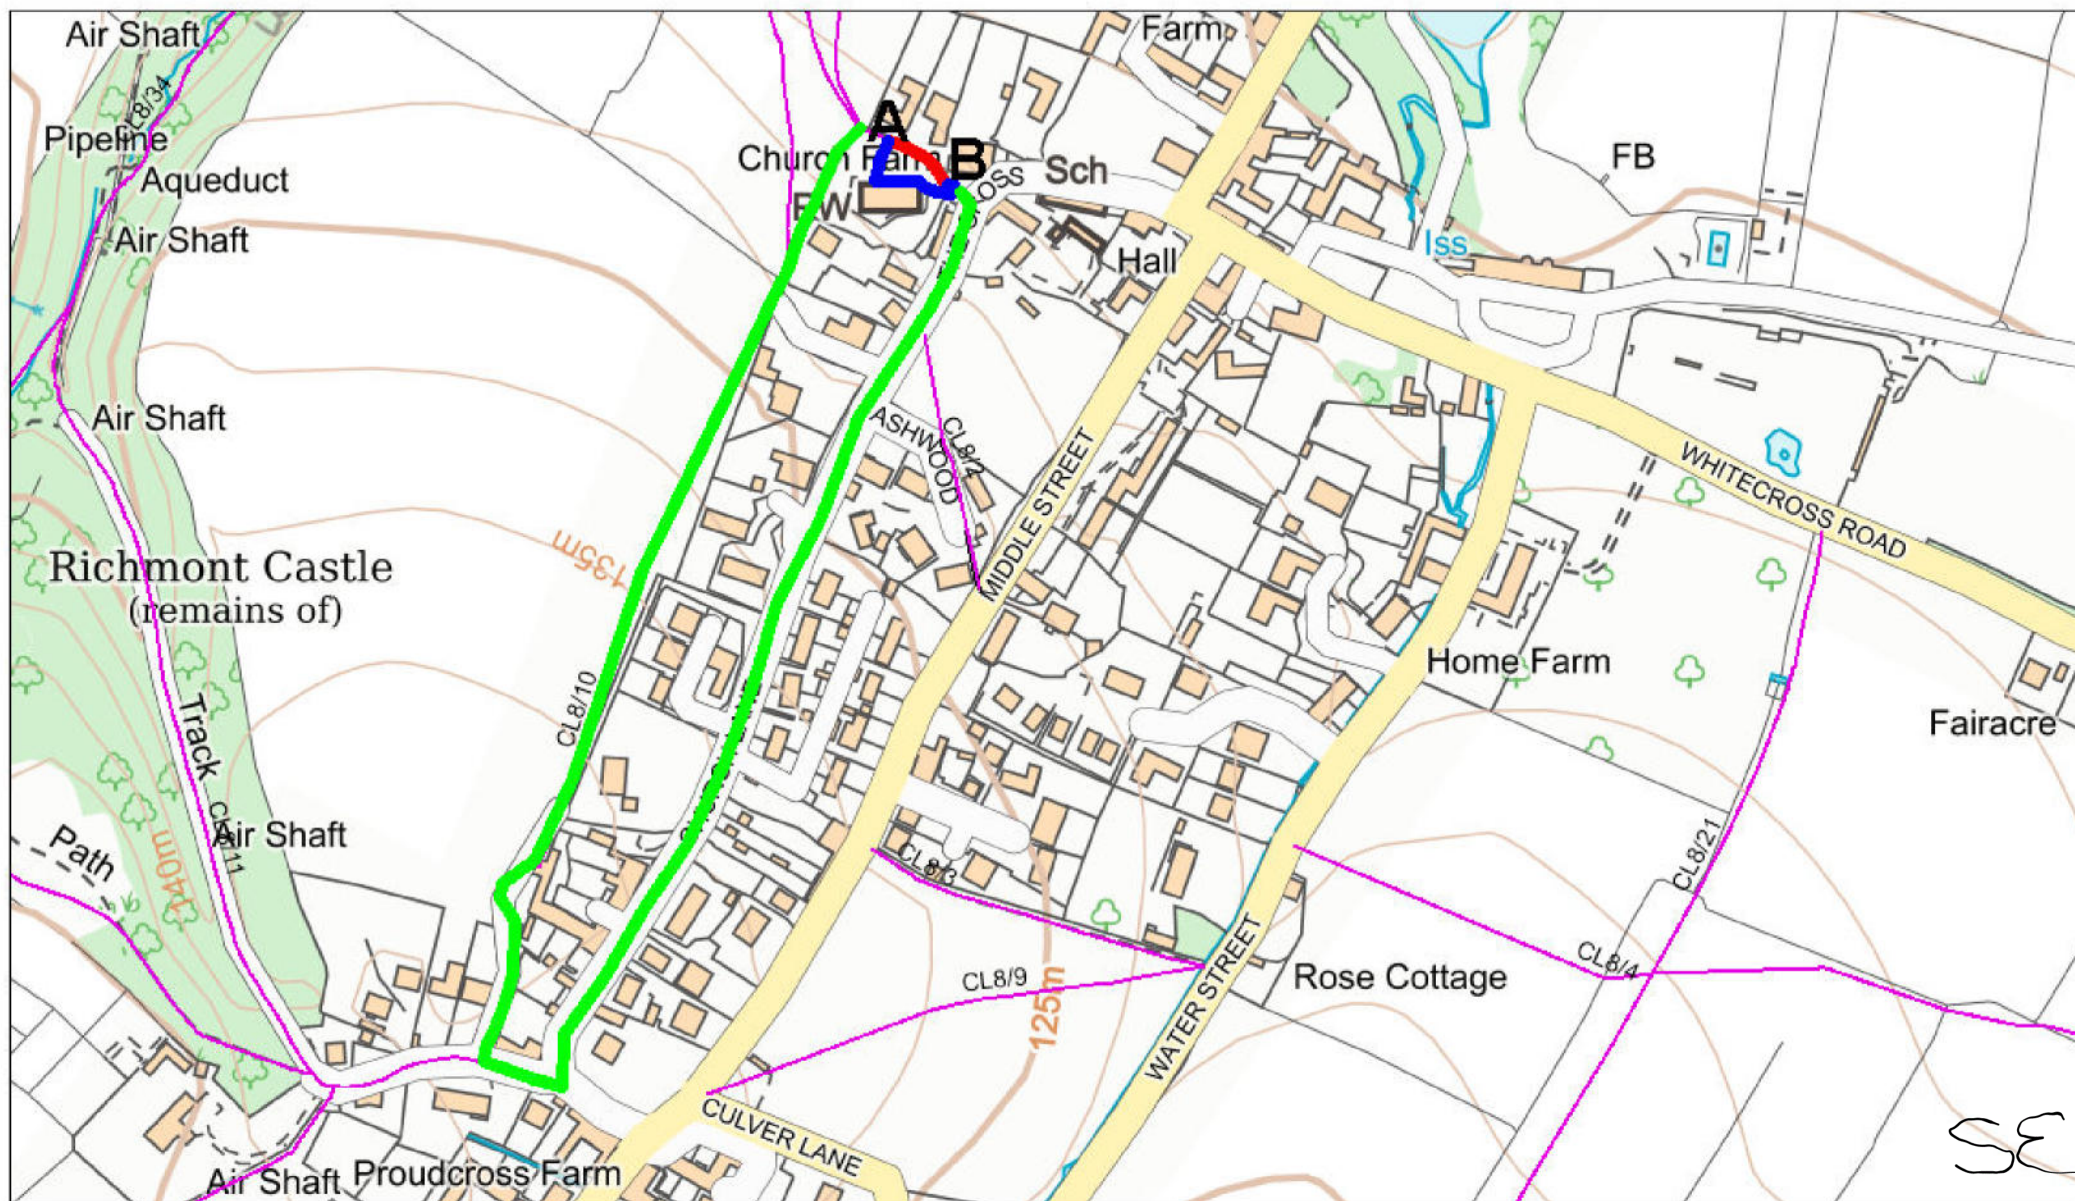 Air Shaft
Farm
CL8/34
Pipeline
A
Church Farm
B
Sch
FB
Aqueduct
PW
Hall
Iss
Air Shaft
Air Shaft
ASHWOOD
CL8/2
MIDDLE STREET
WHITECROSS ROAD
135m
Richmont Castle
(remains of)
Home Farm
CL8/10
Track
Fairacre
Path
140m
Air Shaft
CL8/3
CL8/21
CL8/9
125m
WATER STREET
Rose Cottage
CL8/4
CULVER LANE
Air Shaft
Proudcross Farm
SE